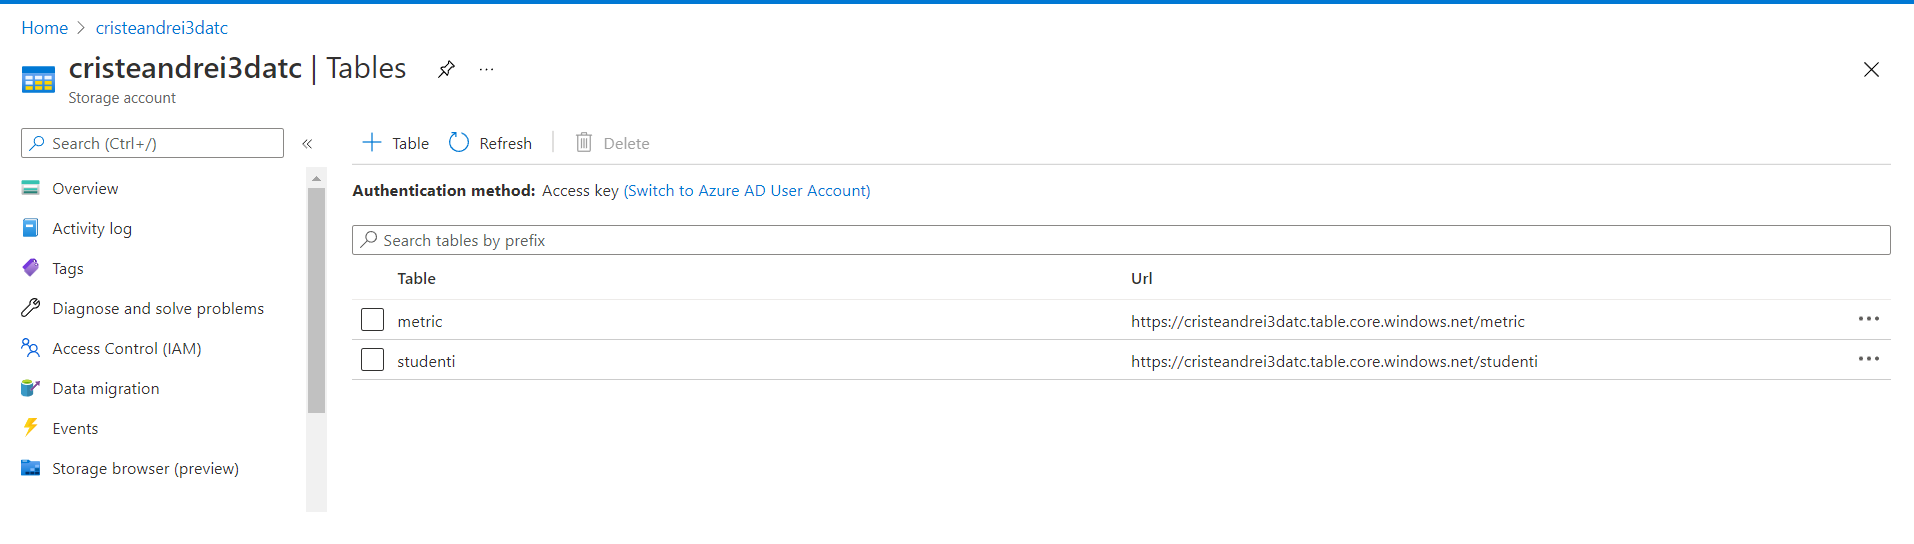 Home > cristeandrei3datc
cristeandrei3datc | Tables ...
Storage account
Search (Ctrl+/) «
Overview
Activity log
Tags
Diagnose and solve problems
Access Control (IAM)
Data migration
Events
Storage browser (preview)
+ Table Refresh Delete
Authentication method: Access key (Switch to Azure AD User Account)
Search tables by prefix
Table Url
metric https://cristeandrei3datc.table.core.windows.net/metric
studenti https://cristeandrei3datc.table.core.windows.net/studenti